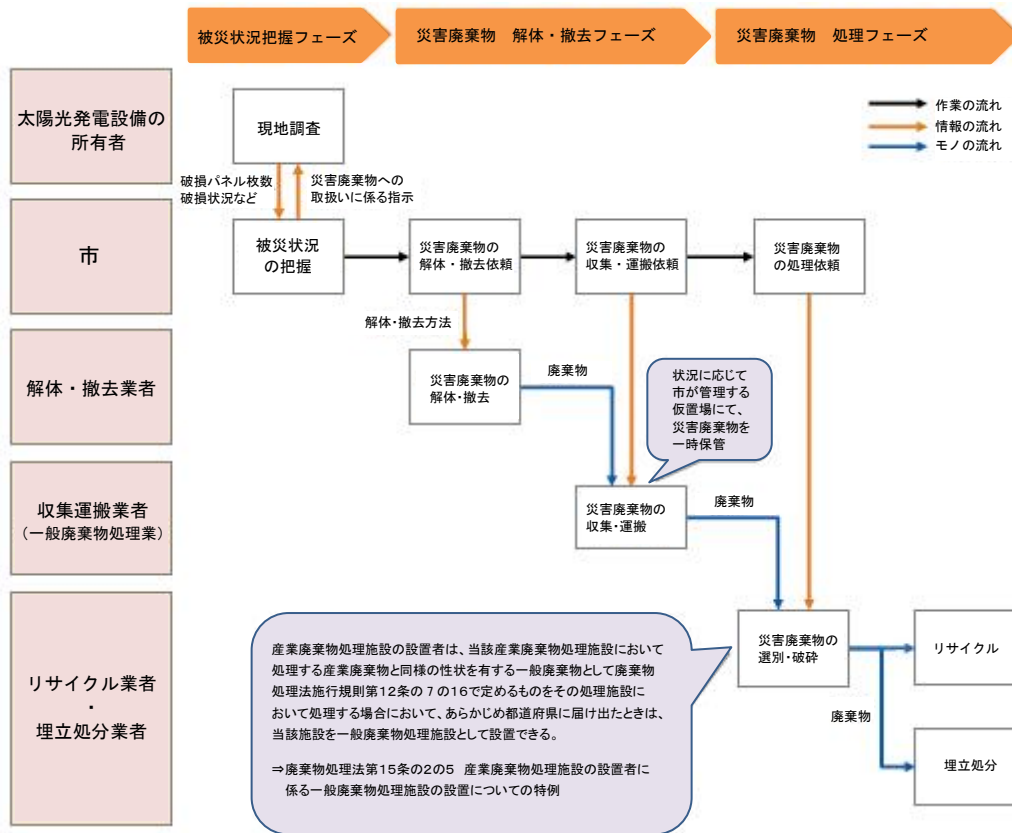 被災状況把握フェーズ
災害廃棄物　解体・撤去フェーズ
災害廃棄物　処理フェーズ
太陽光発電設備の
所有者
現地調査
作業の流れ
情報の流れ
モノの流れ
破損パネル枚数
破損状況など
災害廃棄物への
取扱いに係る指示
市
被災状況
の把握
災害廃棄物の
解体・撤去依頼
災害廃棄物の
収集・運搬依頼
災害廃棄物
の処理依頼
解体・撤去方法
解体・撤去業者
災害廃棄物の
解体・撤去
廃棄物
状況に応じて
市が管理する
仮置場にて、
災害廃棄物を
一時保管
収集運搬業者
（一般廃棄物処理業）
災害廃棄物の
収集・運搬
廃棄物
リサイクル業者
・
埋立処分業者
産業廃棄物処理施設の設置者は、当該産業廃棄物処理施設において
処理する産業廃棄物と同様の性状を有する一般廃棄物として廃棄物
処理法施行規則第１２条の７の１６で定めるものをその処理施設に
おいて処理する場合において、あらかじめ都道府県に届け出たときは、
当該施設を一般廃棄物処理施設として設置できる。
⇒廃棄物処理法第１５条の２の５　産業廃棄物処理施設の設置者に
係る一般廃棄物処理施設の設置についての特例
災害廃棄物の
選別・破砕
リサイクル
廃棄物
埋立処分